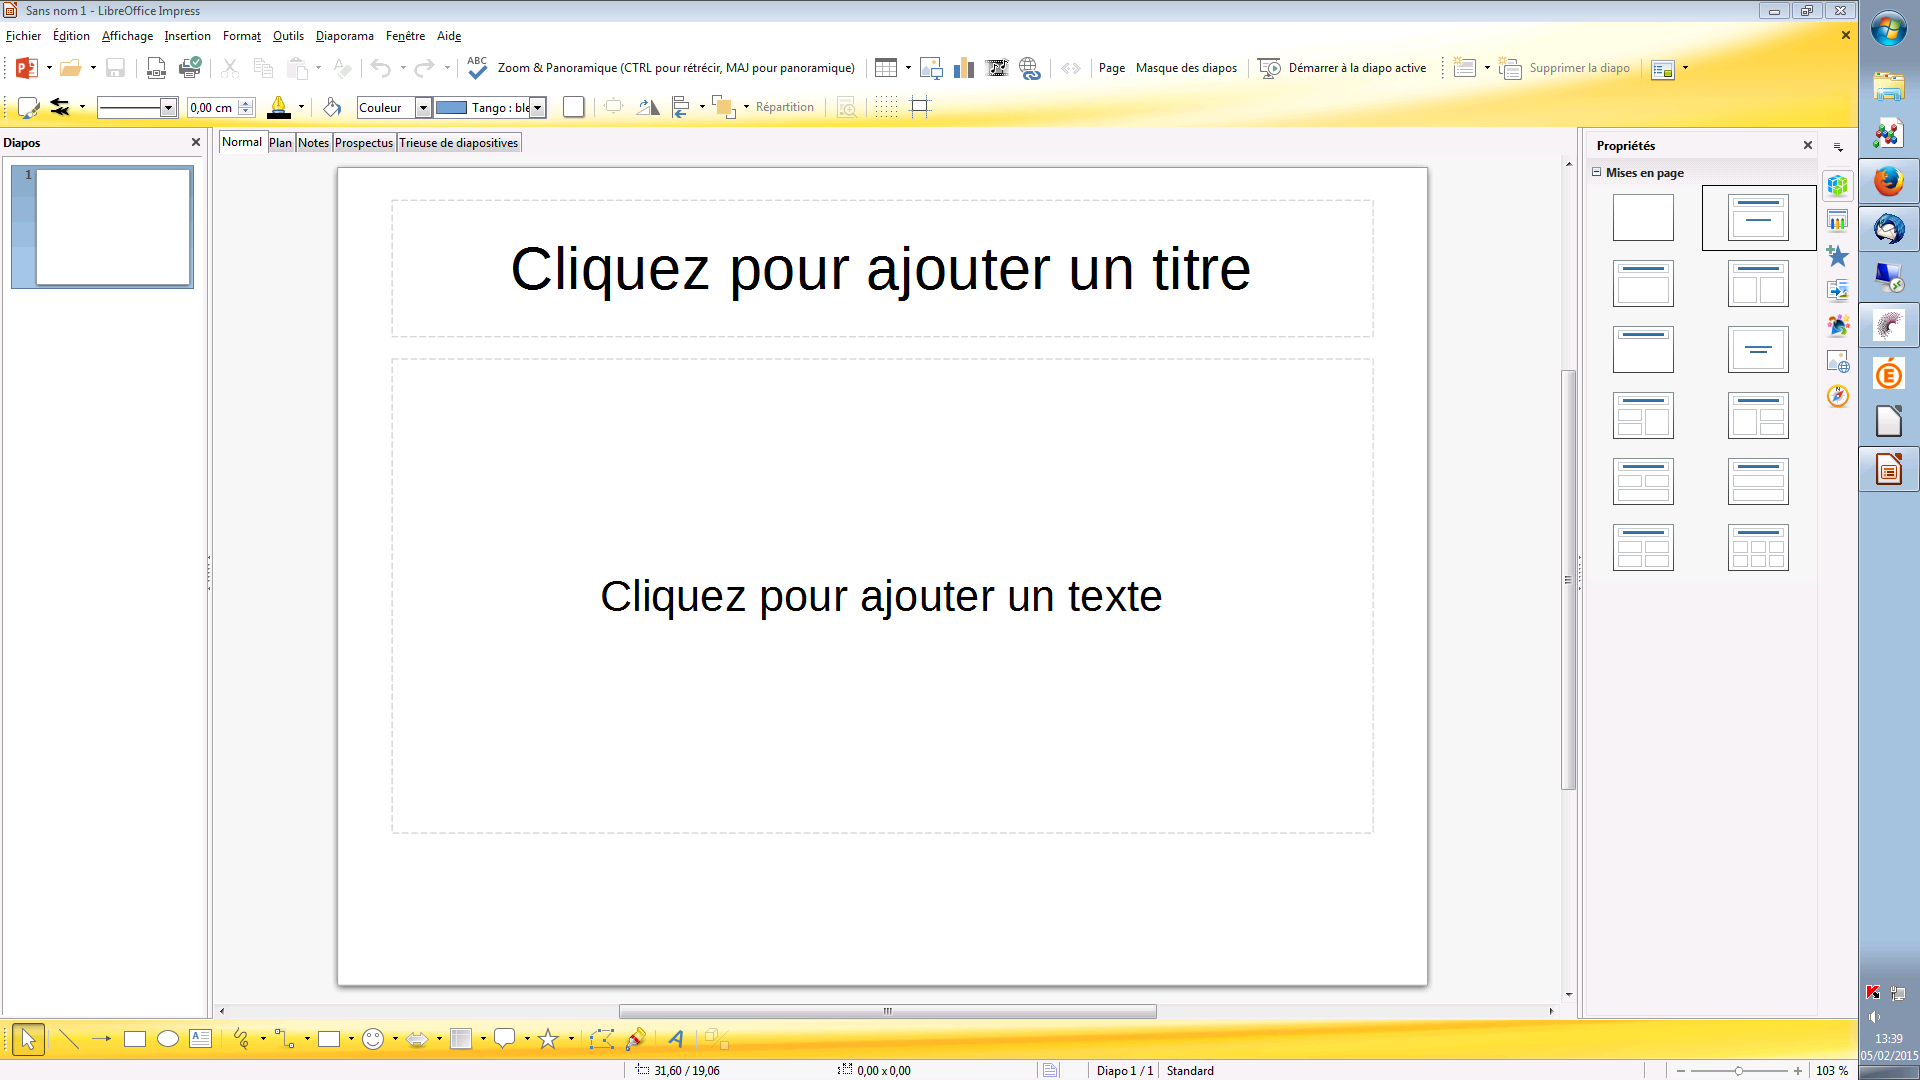 Sans nom 1 - LibreOffice Impress
Fichier Édition Affichage Insertion Format Outils Diaporama Fenêtre Aide
ABC Zoom & Panoramique (CTRL pour rétrécir, MAJ pour panoramique) Page Masque des diapos Démarrer à la diapo active Supprimer la diapo
0,00 cm Couleur Tango : ble Répartition
Diapos
Normal Plan Notes Prospectus Trieuse de diapositives
Propriétés
Mises en page
1
Cliquez pour ajouter un titre
Cliquez pour ajouter un texte
31,60 / 19,06 0,00 x 0,00 Diapo 1 / 1 Standard 103 %
13:39
05/02/2015